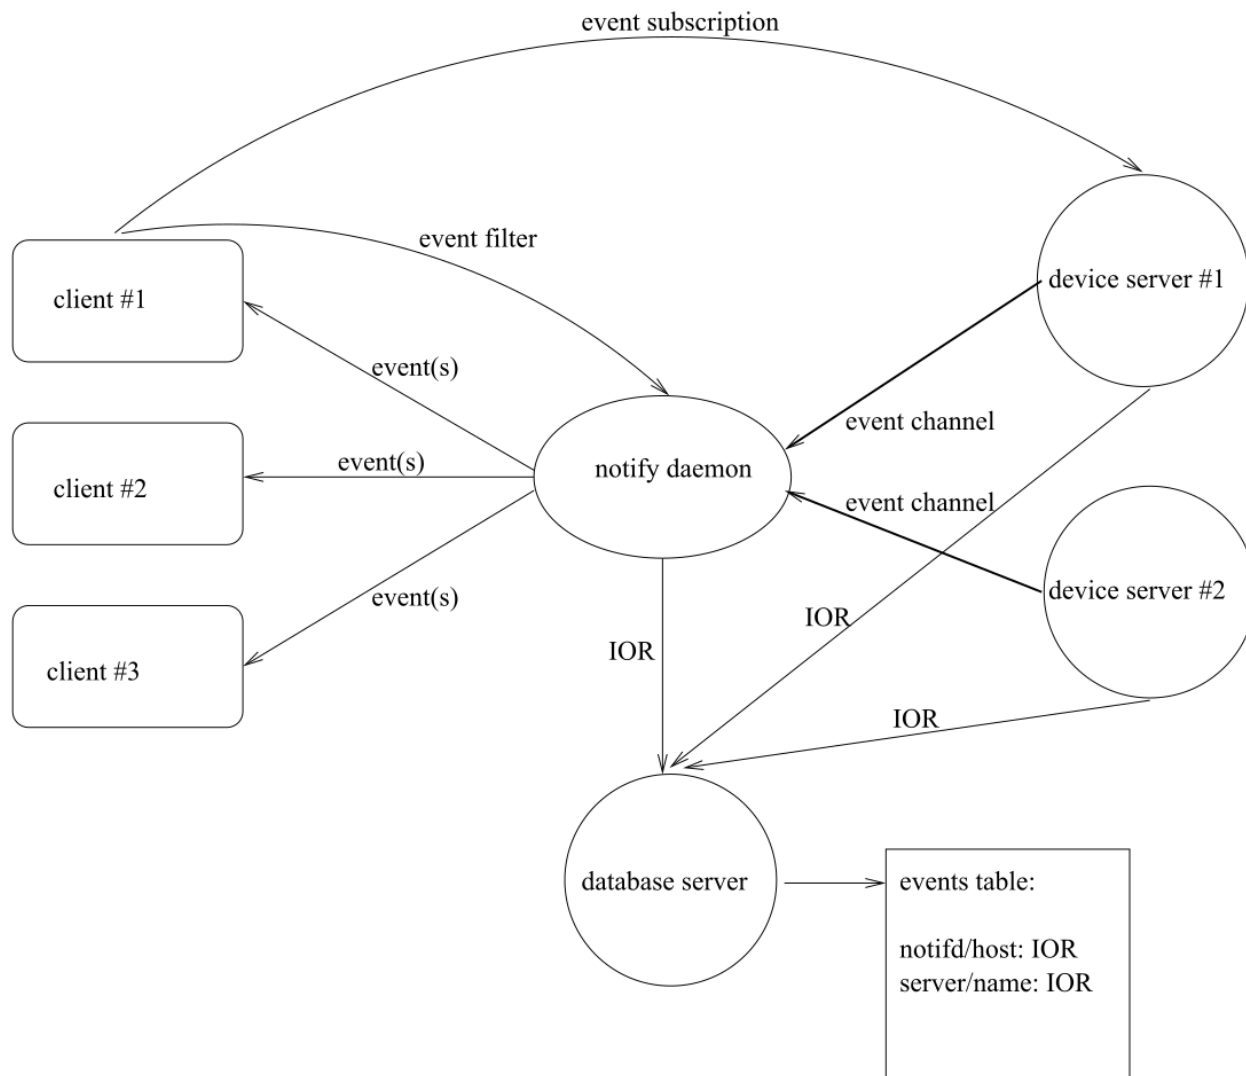 event subscription
event filter
client #1
device server #1
event(s)
event channel
client #2
event(s)
notify daemon
event channel
device server #2
event(s)
IOR
IOR
client #3
IOR
database server
events table:
notifd/host: IOR
server/name: IOR